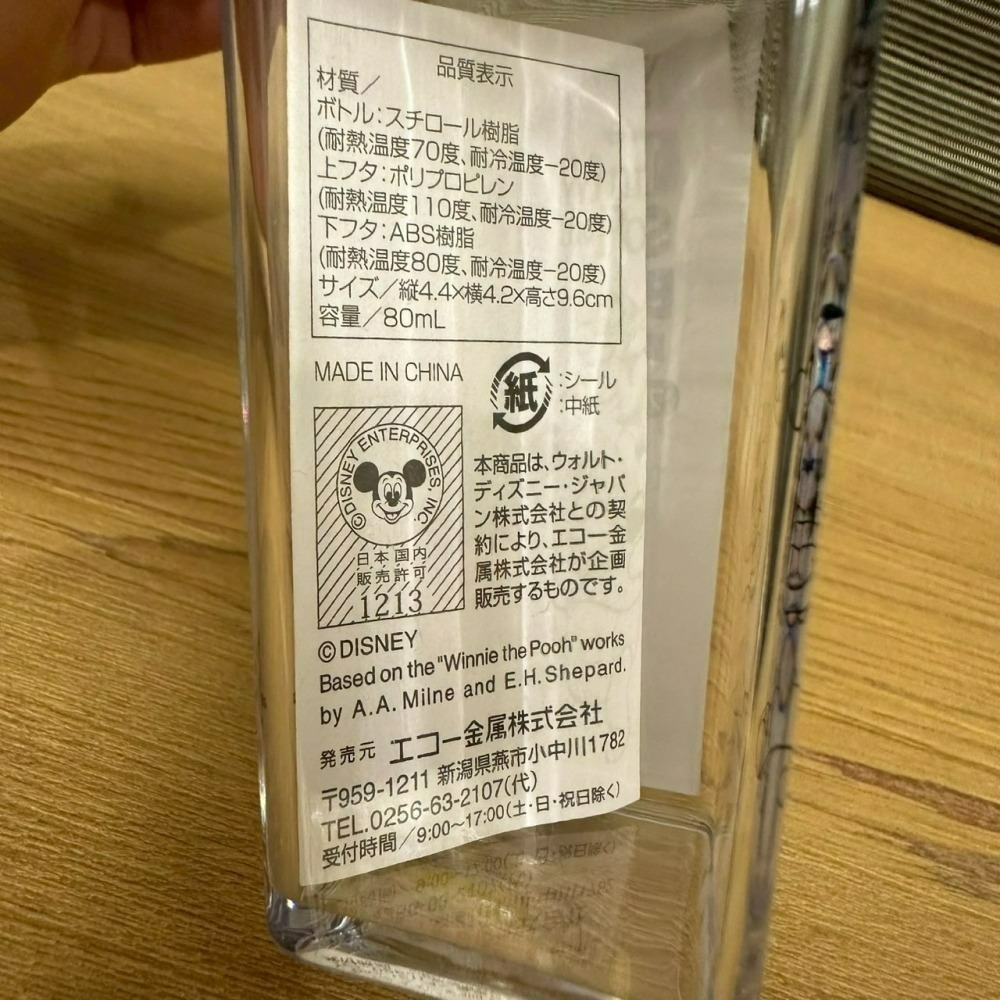 品質表示
材質／
ボトル:スチロール樹脂
(耐熱温度70度、耐冷温度−20度)
上フタ:ポリプロピレン
(耐熱温度110度、耐冷温度−20度)
下フタ:ABS樹脂
(耐熱温度80度、耐冷温度−20度)
サイズ／縦4.4×横4.2×高さ9.6cm
容量／80mL
MADE IN CHINA
紙
:シール
:中紙
©DISNEY ENTERPRISES, INC.
日本国内
販売許可
1213
本商品は、ウォルト・
ディズニー・ジャパ
ン株式会社との契
約により、エコー金
属株式会社が企画
販売するものです。
©DISNEY
Based on the "Winnie the Pooh" works
by A.A. Milne and E.H. Shepard.
発売元 エコー金属株式会社
〒959-1211 新潟県燕市小中川1782
TEL.0256-63-2107(代)
受付時間／9:00〜17:00(土・日・祝日除く)